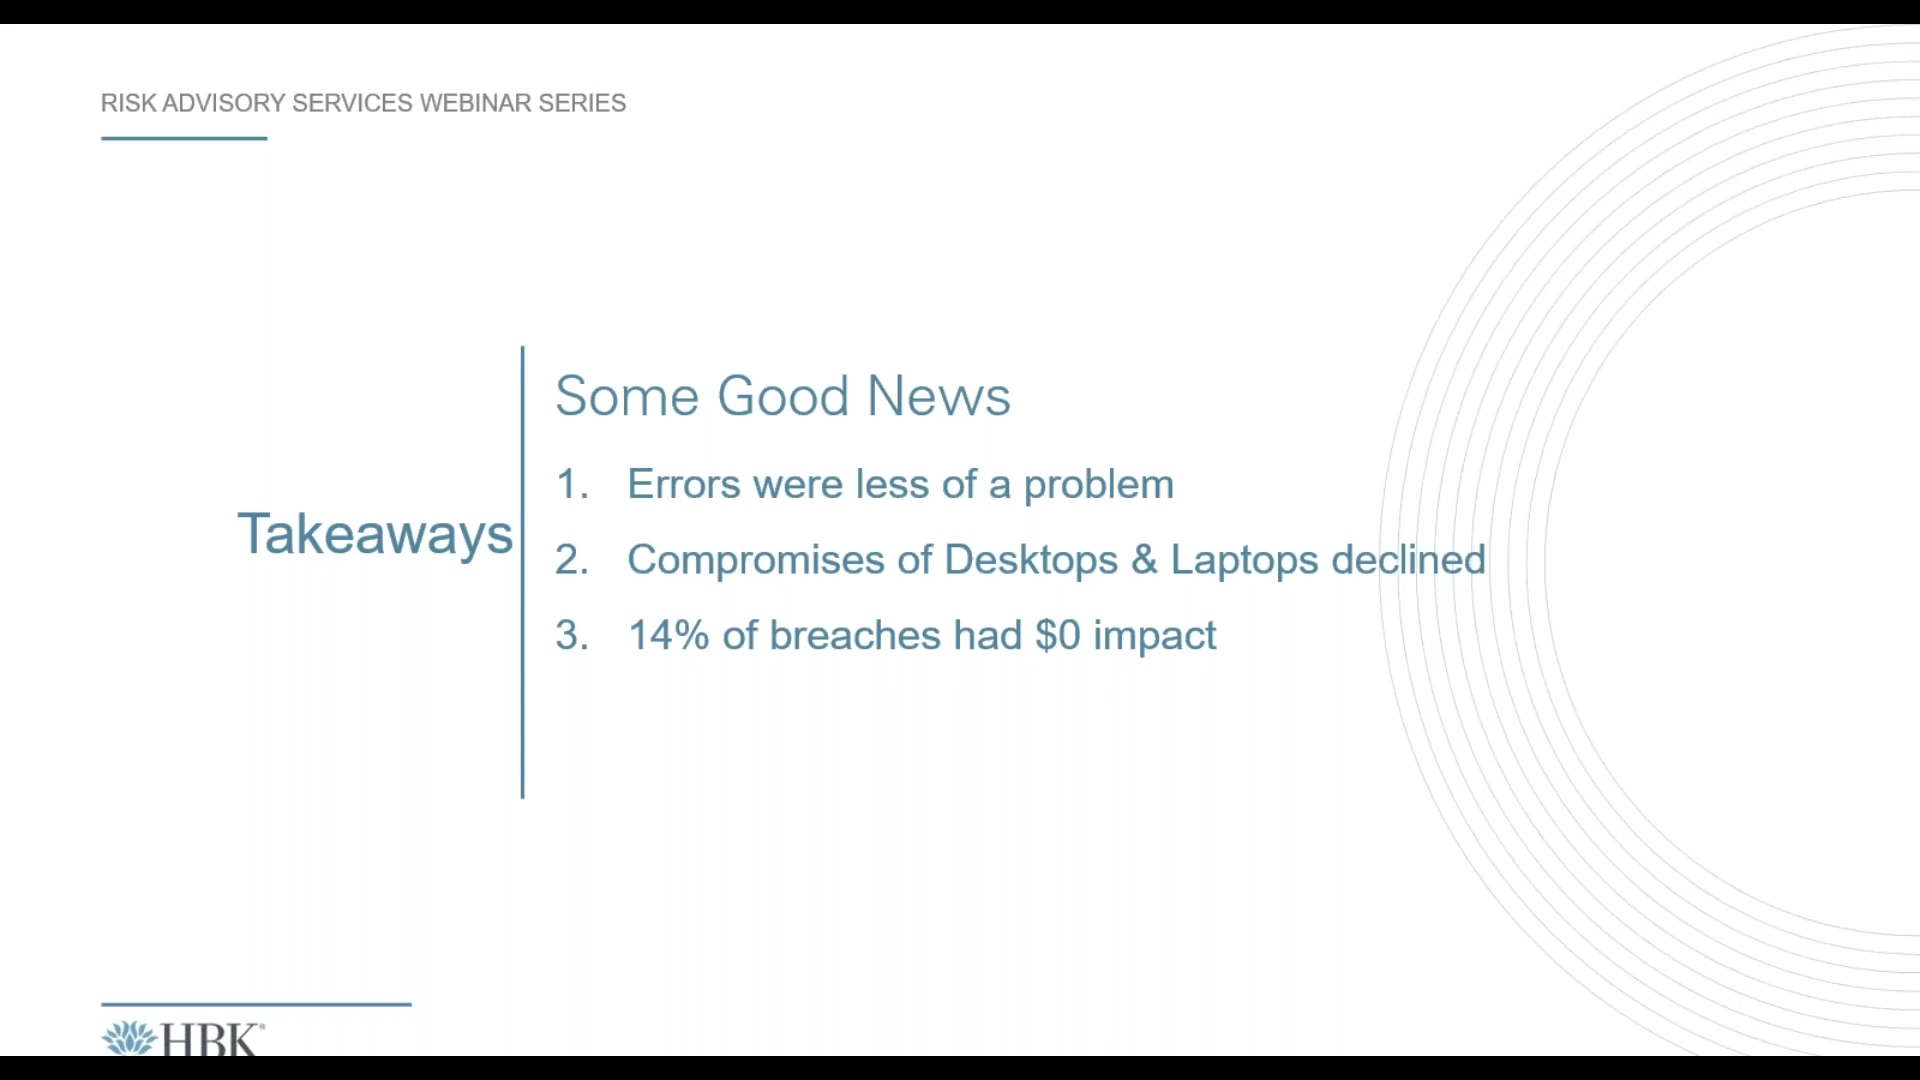 RISK ADVISORY SERVICES WEBINAR SERIES
Takeaways
Some Good News
1. Errors were less of a problem
2. Compromises of Desktops & Laptops declined
3. 14% of breaches had $0 impact
HBK®